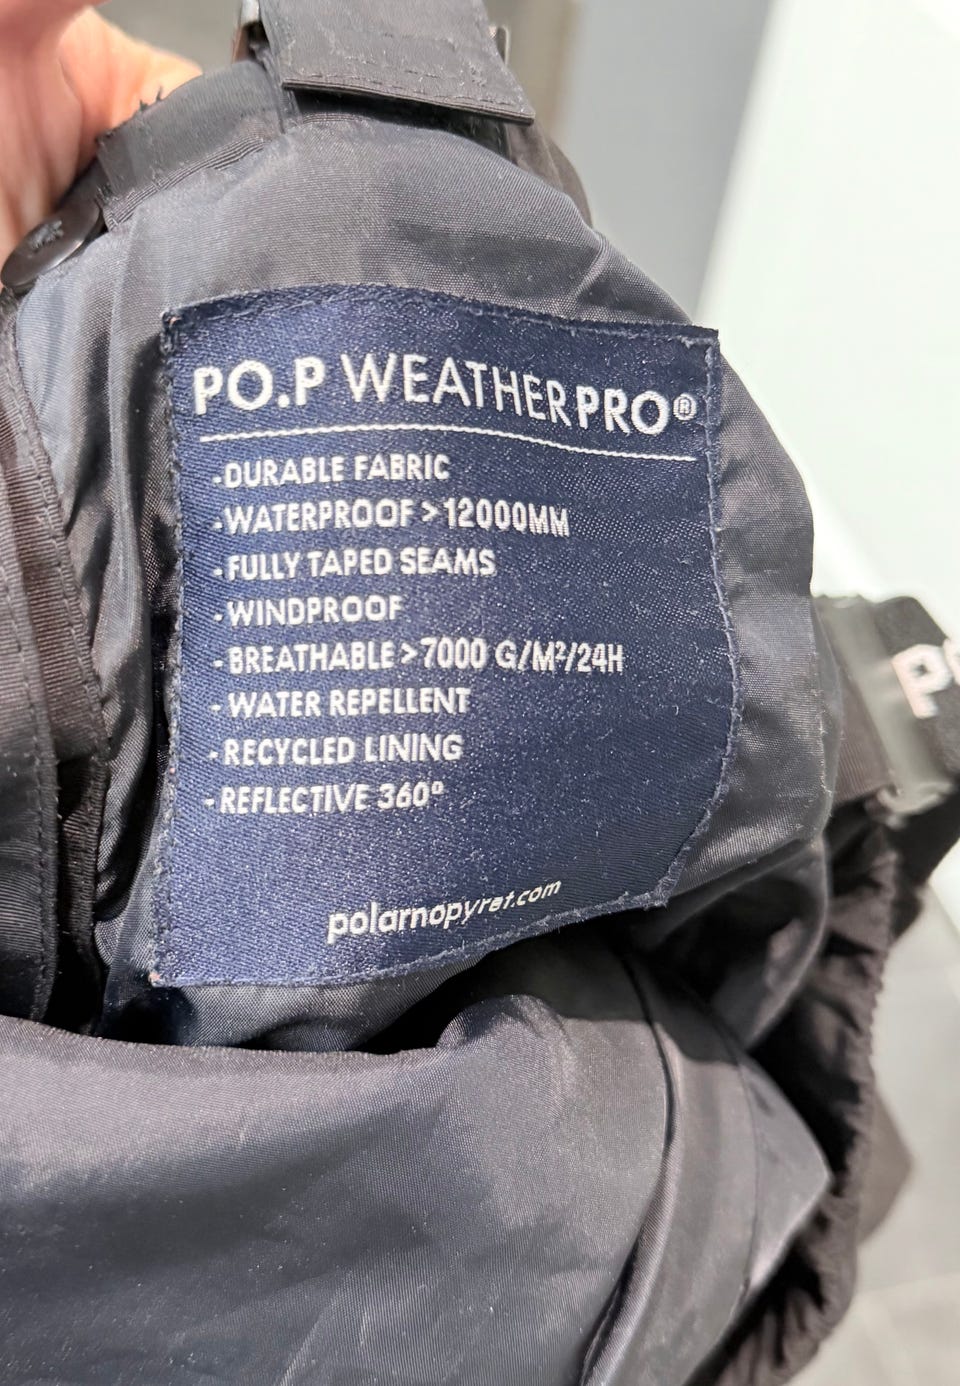 PO.P WEATHERPRO®
-DURABLE FABRIC
-WATERPROOF >12000MM
-FULLY TAPED SEAMS
-WINDPROOF
-BREATHABLE >7000 G/M²/24H
-WATER REPELLENT
-RECYCLED LINING
-REFLECTIVE 360°
polarnopyret.com